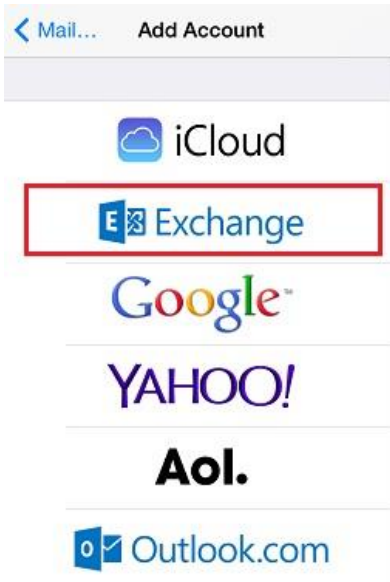 Mail... Add Account
iCloud
E Exchange
Google
YAHOO!
Aol.
o Outlook.com